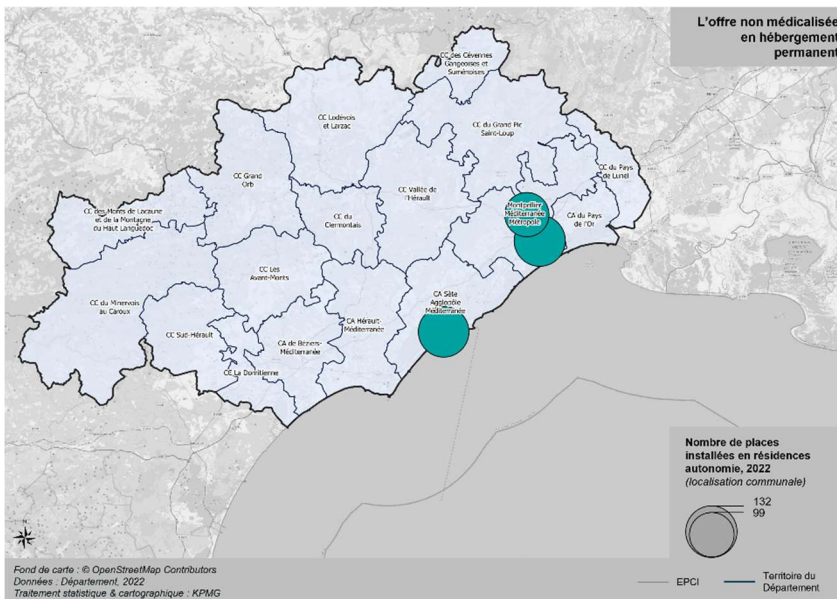 L'offre non médicalisée
en hébergement
permanent
CC des Cévennes
Gangeoises et
Suménoises
CC Lodévois
et Larzac
CC du Grand Pic
Saint-Loup
CC Grand
Orb
CC du Pays
de Lunel
CC Vallée de
l'Hérault
CC des Monts de Lacaune
et de la Montagne
du Haut Languedoc
CC du
Clermontais
Montpellier
Méditerranée
Métropole
CA du Pays
de l'Or
CC Les
Avant-Monts
CC du Minervois
au Caroux
CA Sète
Agglopôle
Méditerranée
CC Sud-Hérault
CA de Béziers-
Méditerranée
CA Hérault-
Méditerranée
CC La Domitienne
Nombre de places
installées en résidences
autonomie, 2022
(localisation communale)
132
99
N
Fond de carte : © OpenStreetMap Contributors
Données : Département, 2022
Traitement statistique & cartographique : KPMG
EPCI
Territoire du
Département